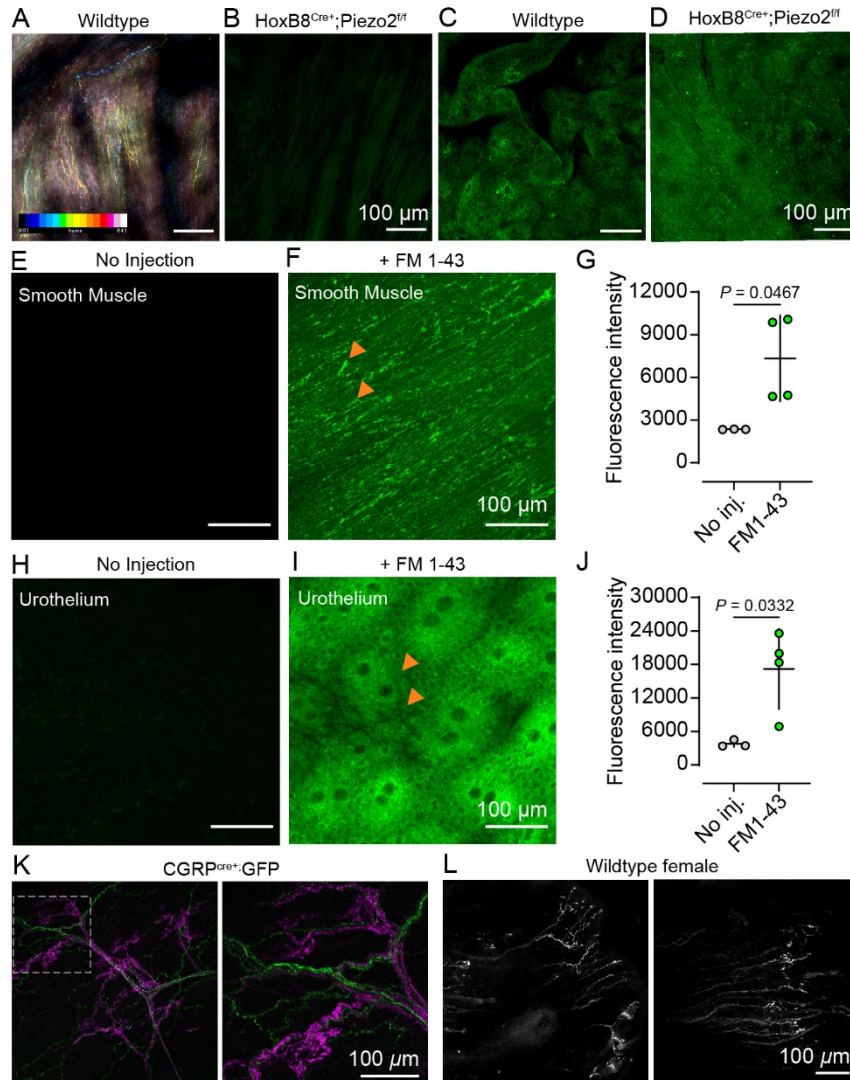 A Wildtype
B HoxB8Cre+;Piezo2f/f
C Wildtype
D HoxB8Cre+;Piezo2f/f
001 frame 041
100 µm
100 µm
E No Injection
Smooth Muscle
F + FM 1-43
Smooth Muscle
100 µm
G
Fluorescence intensity
P = 0.0467
12000
9000
6000
3000
0
No inj.
FM1-43
H No Injection
Urothelium
I + FM 1-43
Urothelium
100 µm
J
Fluorescence intensity
P = 0.0332
30000
24000
18000
12000
6000
0
No inj.
FM1-43
K CGRPcre+;GFP
100 µm
L Wildtype female
100 µm